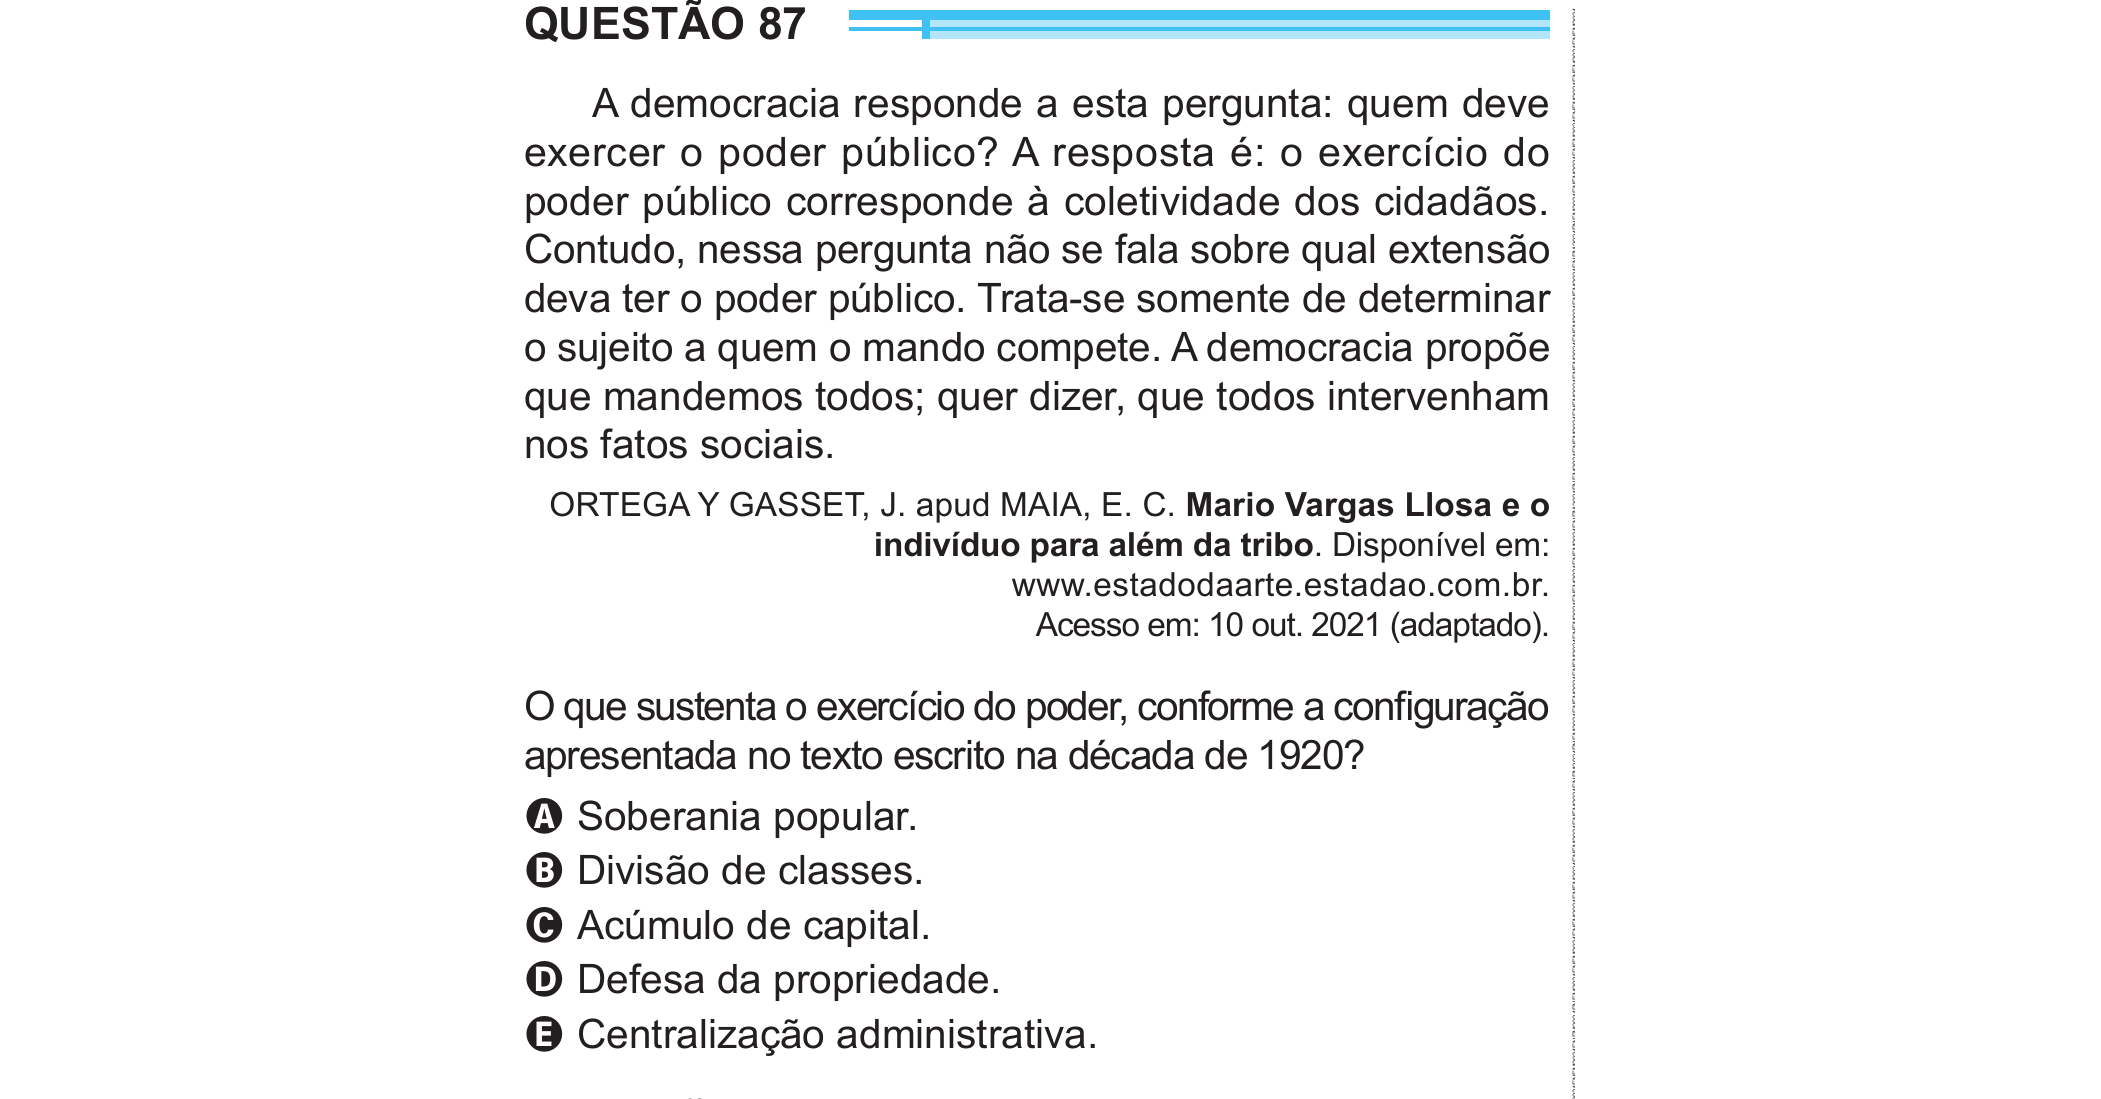 QUESTÃO 87
A democracia responde a esta pergunta: quem deve
exercer o poder público? A resposta é: o exercício do
poder público corresponde à coletividade dos cidadãos.
Contudo, nessa pergunta não se fala sobre qual extensão
deva ter o poder público. Trata-se somente de determinar
o sujeito a quem o mando compete. A democracia propõe
que mandemos todos; quer dizer, que todos intervenham
nos fatos sociais.
ORTEGA Y GASSET, J. apud MAIA, E. C. Mario Vargas Llosa e o
indivíduo para além da tribo. Disponível em:
www.estadodaarte.estadao.com.br.
Acesso em: 10 out. 2021 (adaptado).
O que sustenta o exercício do poder, conforme a configuração
apresentada no texto escrito na década de 1920?
A Soberania popular.
B Divisão de classes.
C Acúmulo de capital.
D Defesa da propriedade.
E Centralização administrativa.